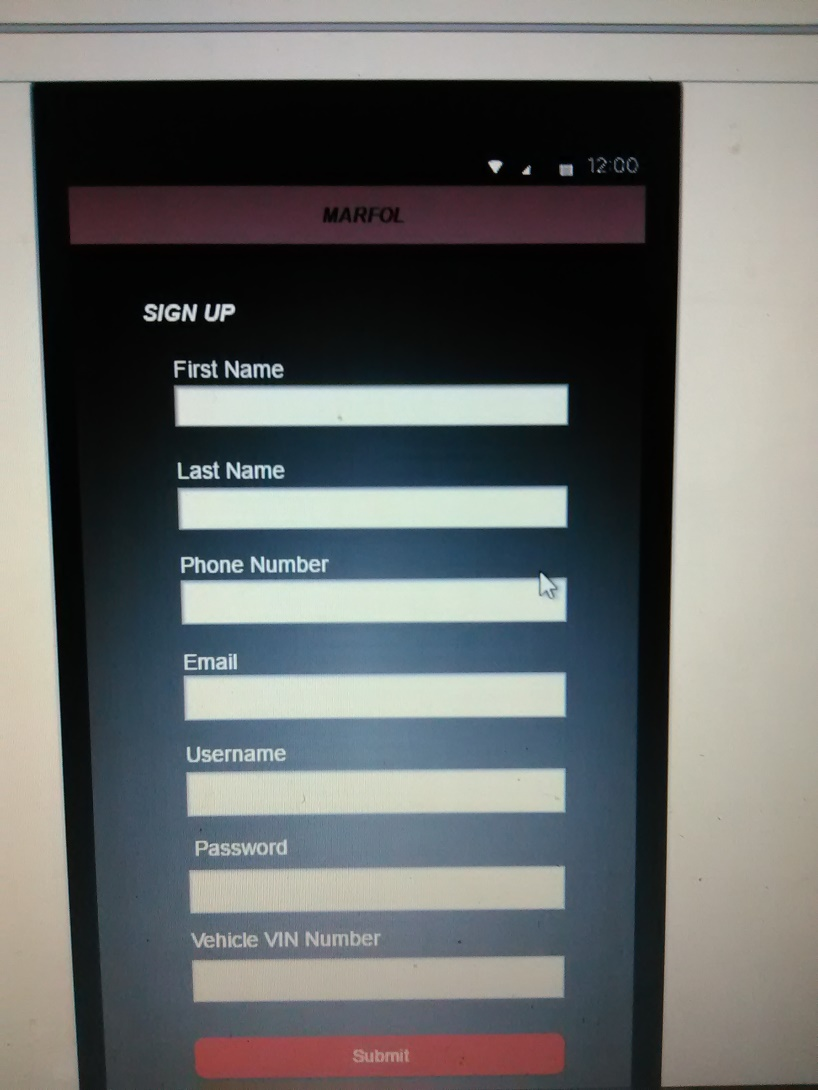 12:00
MARFOL
SIGN UP
First Name
Last Name
Phone Number
Email
Username
Password
Vehicle VIN Number
Submit